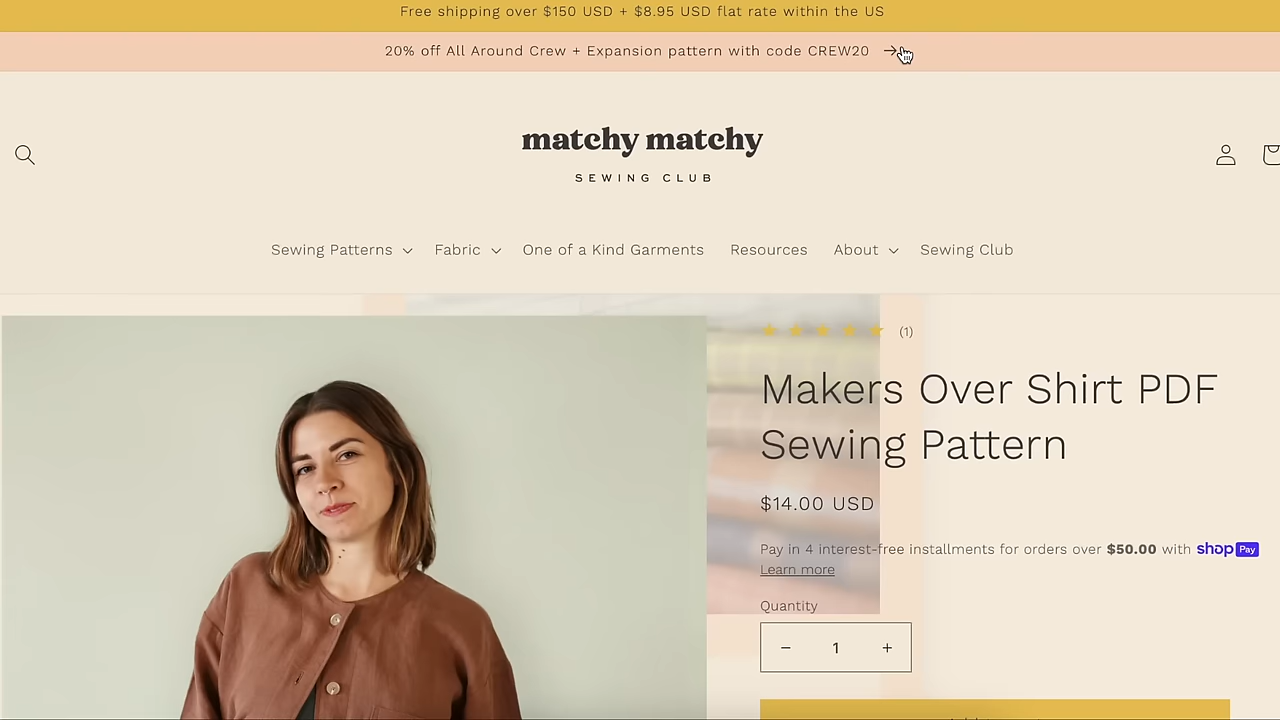 Free shipping over $150 USD + $8.95 USD flat rate within the US
20% off All Around Crew + Expansion pattern with code CREW20
matchy matchy
SEWING CLUB
Sewing Patterns
Fabric
One of a Kind Garments
Resources
About
Sewing Club
(1)
Makers Over Shirt PDF
Sewing Pattern
$14.00 USD
Pay in 4 interest-free installments for orders over $50.00 with shop Pay
Learn more
Quantity
− 1 +